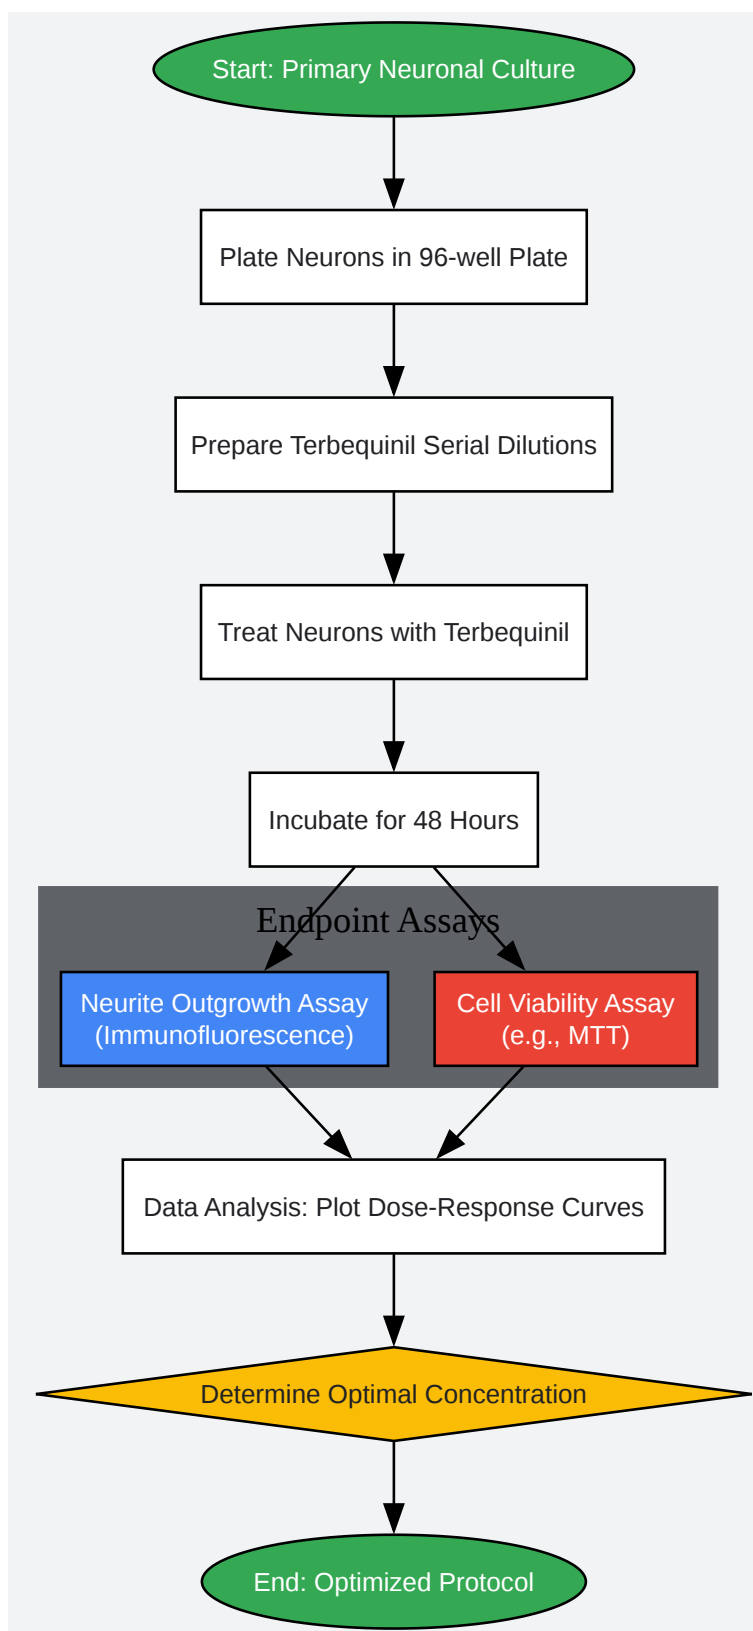 Start: Primary Neuronal Culture
Plate Neurons in 96-well Plate
Prepare Terbequinil Serial Dilutions
Treat Neurons with Terbequinil
Incubate for 48 Hours
Endpoint Assays
Neurite Outgrowth Assay
(Immunofluorescence)
Cell Viability Assay
(e.g., MTT)
Data Analysis: Plot Dose-Response Curves
Determine Optimal Concentration
End: Optimized Protocol